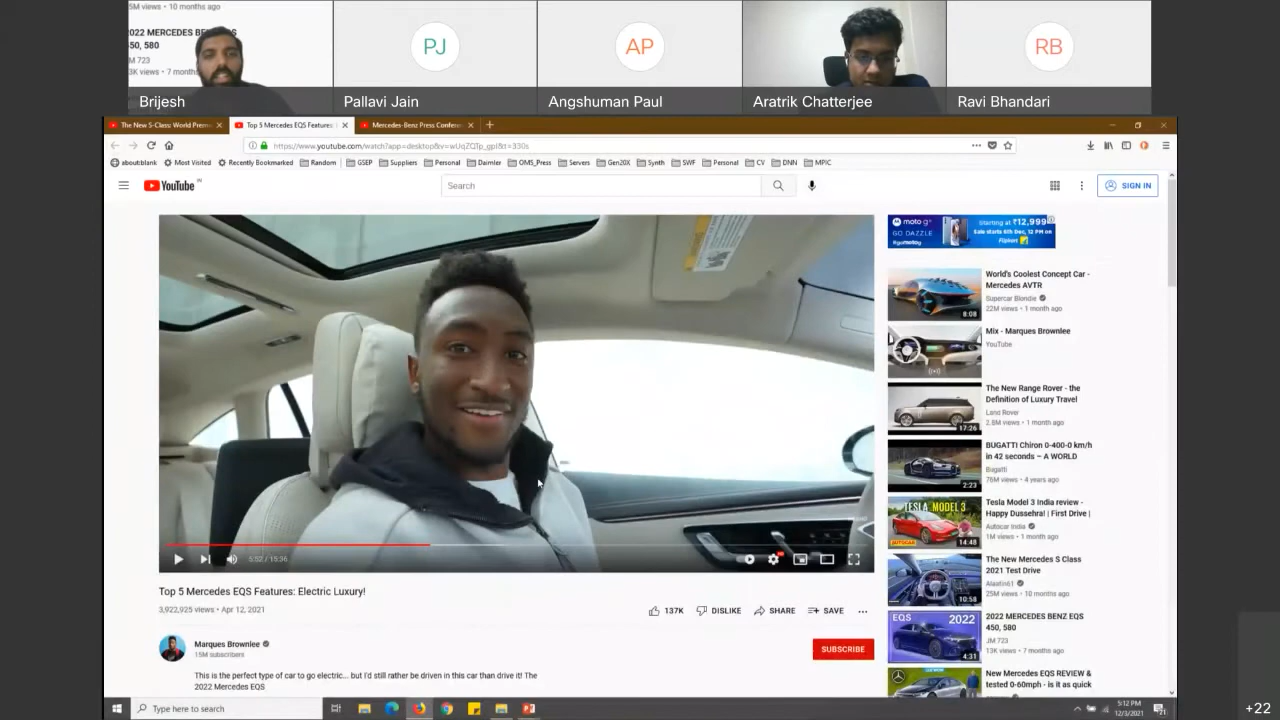 5M views • 10 months ago
2022 MERCEDES BE
450, 580
M 723
3K views • 7 months
Brijesh
PJ
Pallavi Jain
AP
Angshuman Paul
Aratrik Chatterjee
RB
Ravi Bhandari
The New S-Class: World Prem
Top 5 Mercedes EQS Features:
Mercedes-Benz Press Confere
https://www.youtube.com/watch?app=desktop&v=wUqZQTp_gpI&t=330s
about:blank Most Visited Recently Bookmarked Random GSEP Suppliers Personal Daimler OMS_Press Servers Gen20X Synth SWF Personal CV DNN MPIC
YouTube IN
Search
SIGN IN
moto g
GO DAZZLE
Starting at ₹12,999
Sale starts 6th Dec, 12 PM on
Flipkart
World's Coolest Concept Car -
Mercedes AVTR
Supercar Blondie
22M views • 1 month ago
8:08
Mix - Marques Brownlee
YouTube
The New Range Rover - the
Definition of Luxury Travel
Land Rover
2.8M views • 1 month ago
17:26
BUGATTI Chiron 0-400-0 km/h
in 42 seconds – A WORLD
Bugatti
76M views • 4 years ago
2:23
TESLA MODEL 3
Tesla Model 3 India review -
Happy Dussehra! | First Drive |
Autocar India
1M views • 1 month ago
14:48
The New Mercedes S Class
2021 Test Drive
25M views • 10 months ago
10:58
EQS 2022
2022 MERCEDES BENZ EQS
450, 580
JM 723
13K views • 7 months ago
4:31
New Mercedes EQS REVIEW &
tested 0-60mph - is it as quick
5:52 / 15:36
Top 5 Mercedes EQS Features: Electric Luxury!
3,922,925 views • Apr 12, 2021
137K DISLIKE SHARE SAVE
Marques Brownlee
15M subscribers
SUBSCRIBE
This is the perfect type of car to go electric... but I'd still rather be driven in this car than drive it! The
2022 Mercedes EQS
Type here to search
5:12 PM
12/3/2021
+22